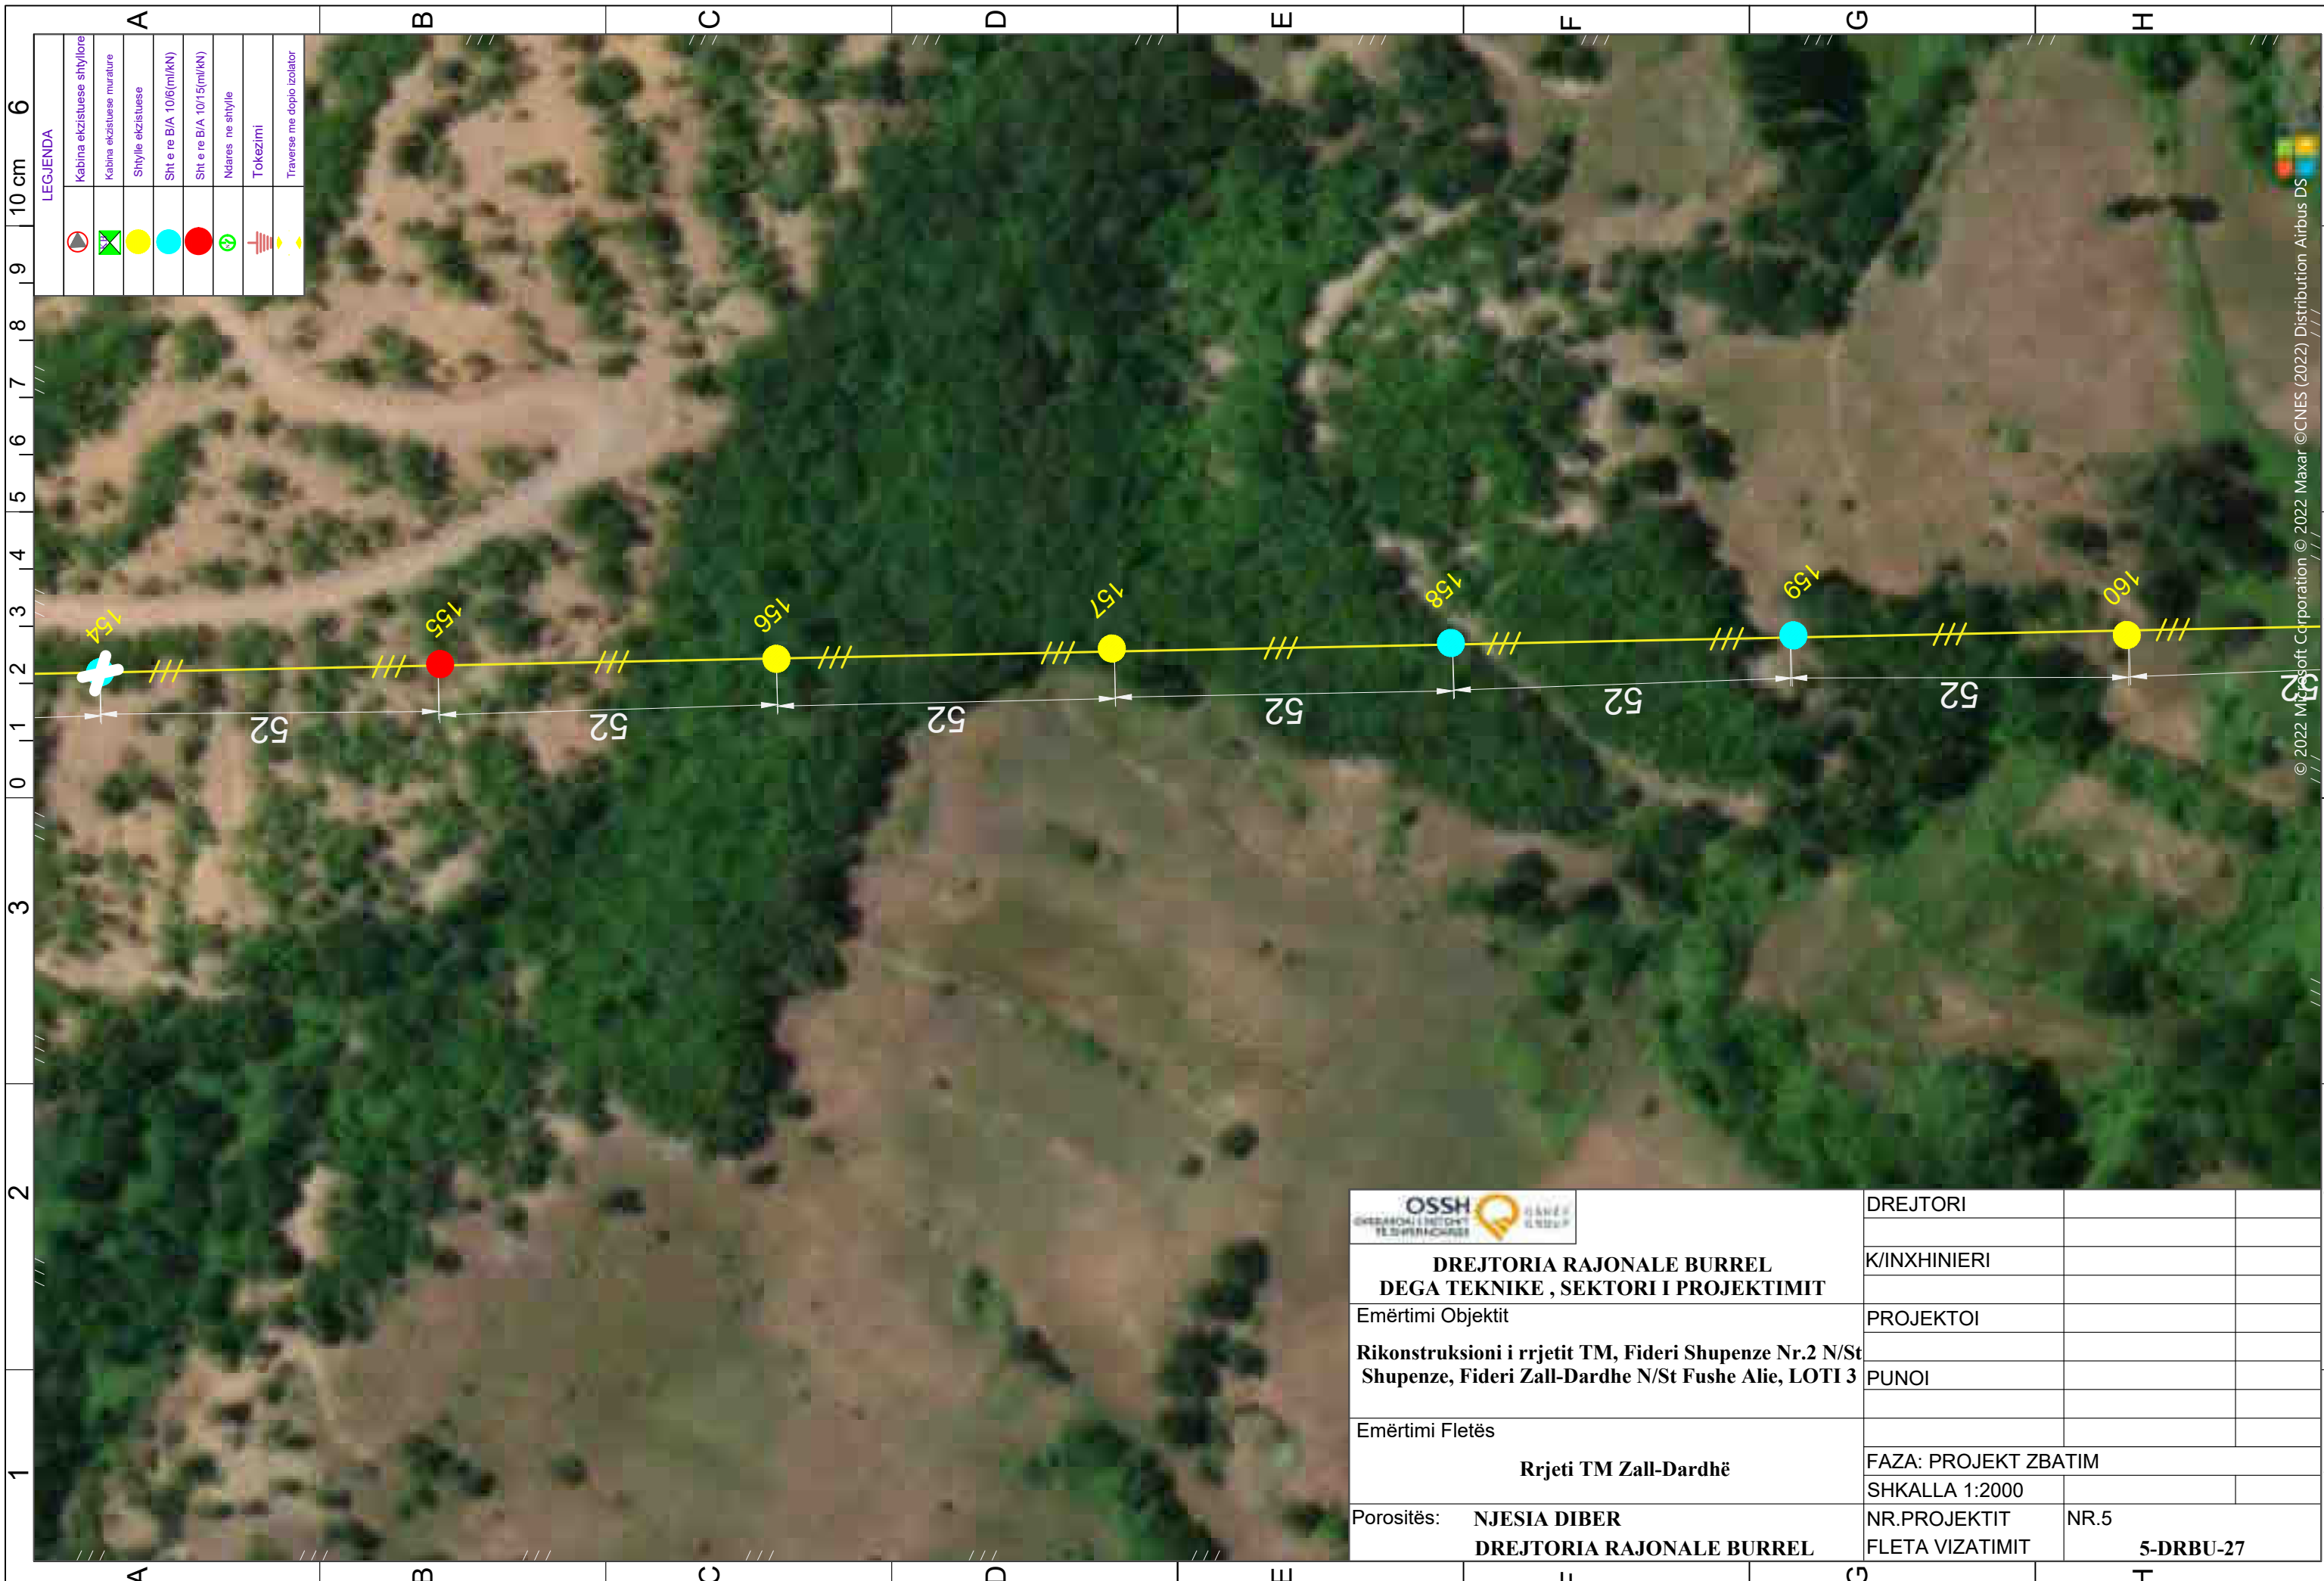 A B C D E F G H
6
10 cm
9
8
7
6
5
4
3
2
1
0
3
2
1
LEGJENDA
Kabina ekzistuese shtyllore
Kabina ekzistuese murature
Shtylle ekzistuese
Sht e re B/A 10/6(ml/kN)
Sht e re B/A 10/15(ml/kN)
Ndares ne shtylle
Tokezimi
Traverse me dopio izolator
154 155 156 157 158 159 160
52 52 52 52 52 52 52
© 2022 Microsoft Corporation © 2022 Maxar ©CNES (2022) Distribution Airbus DS
OSSH
DREJTORIA RAJONALE BURREL
DEGA TEKNIKE , SEKTORI I PROJEKTIMIT
Emërtimi Objektit
Rikonstruksioni i rrjetit TM, Fideri Shupenze Nr.2 N/St
Shupenze, Fideri Zall-Dardhe N/St Fushe Alie, LOTI 3
Emërtimi Fletës
Rrjeti TM Zall-Dardhë
Porositës: NJESIA DIBER
DREJTORIA RAJONALE BURREL
DREJTORI
K/INXHINIERI
PROJEKTOI
PUNOI
FAZA: PROJEKT ZBATIM
SHKALLA 1:2000
NR.PROJEKTIT NR.5
FLETA VIZATIMIT 5-DRBU-27
A B C D E F G H